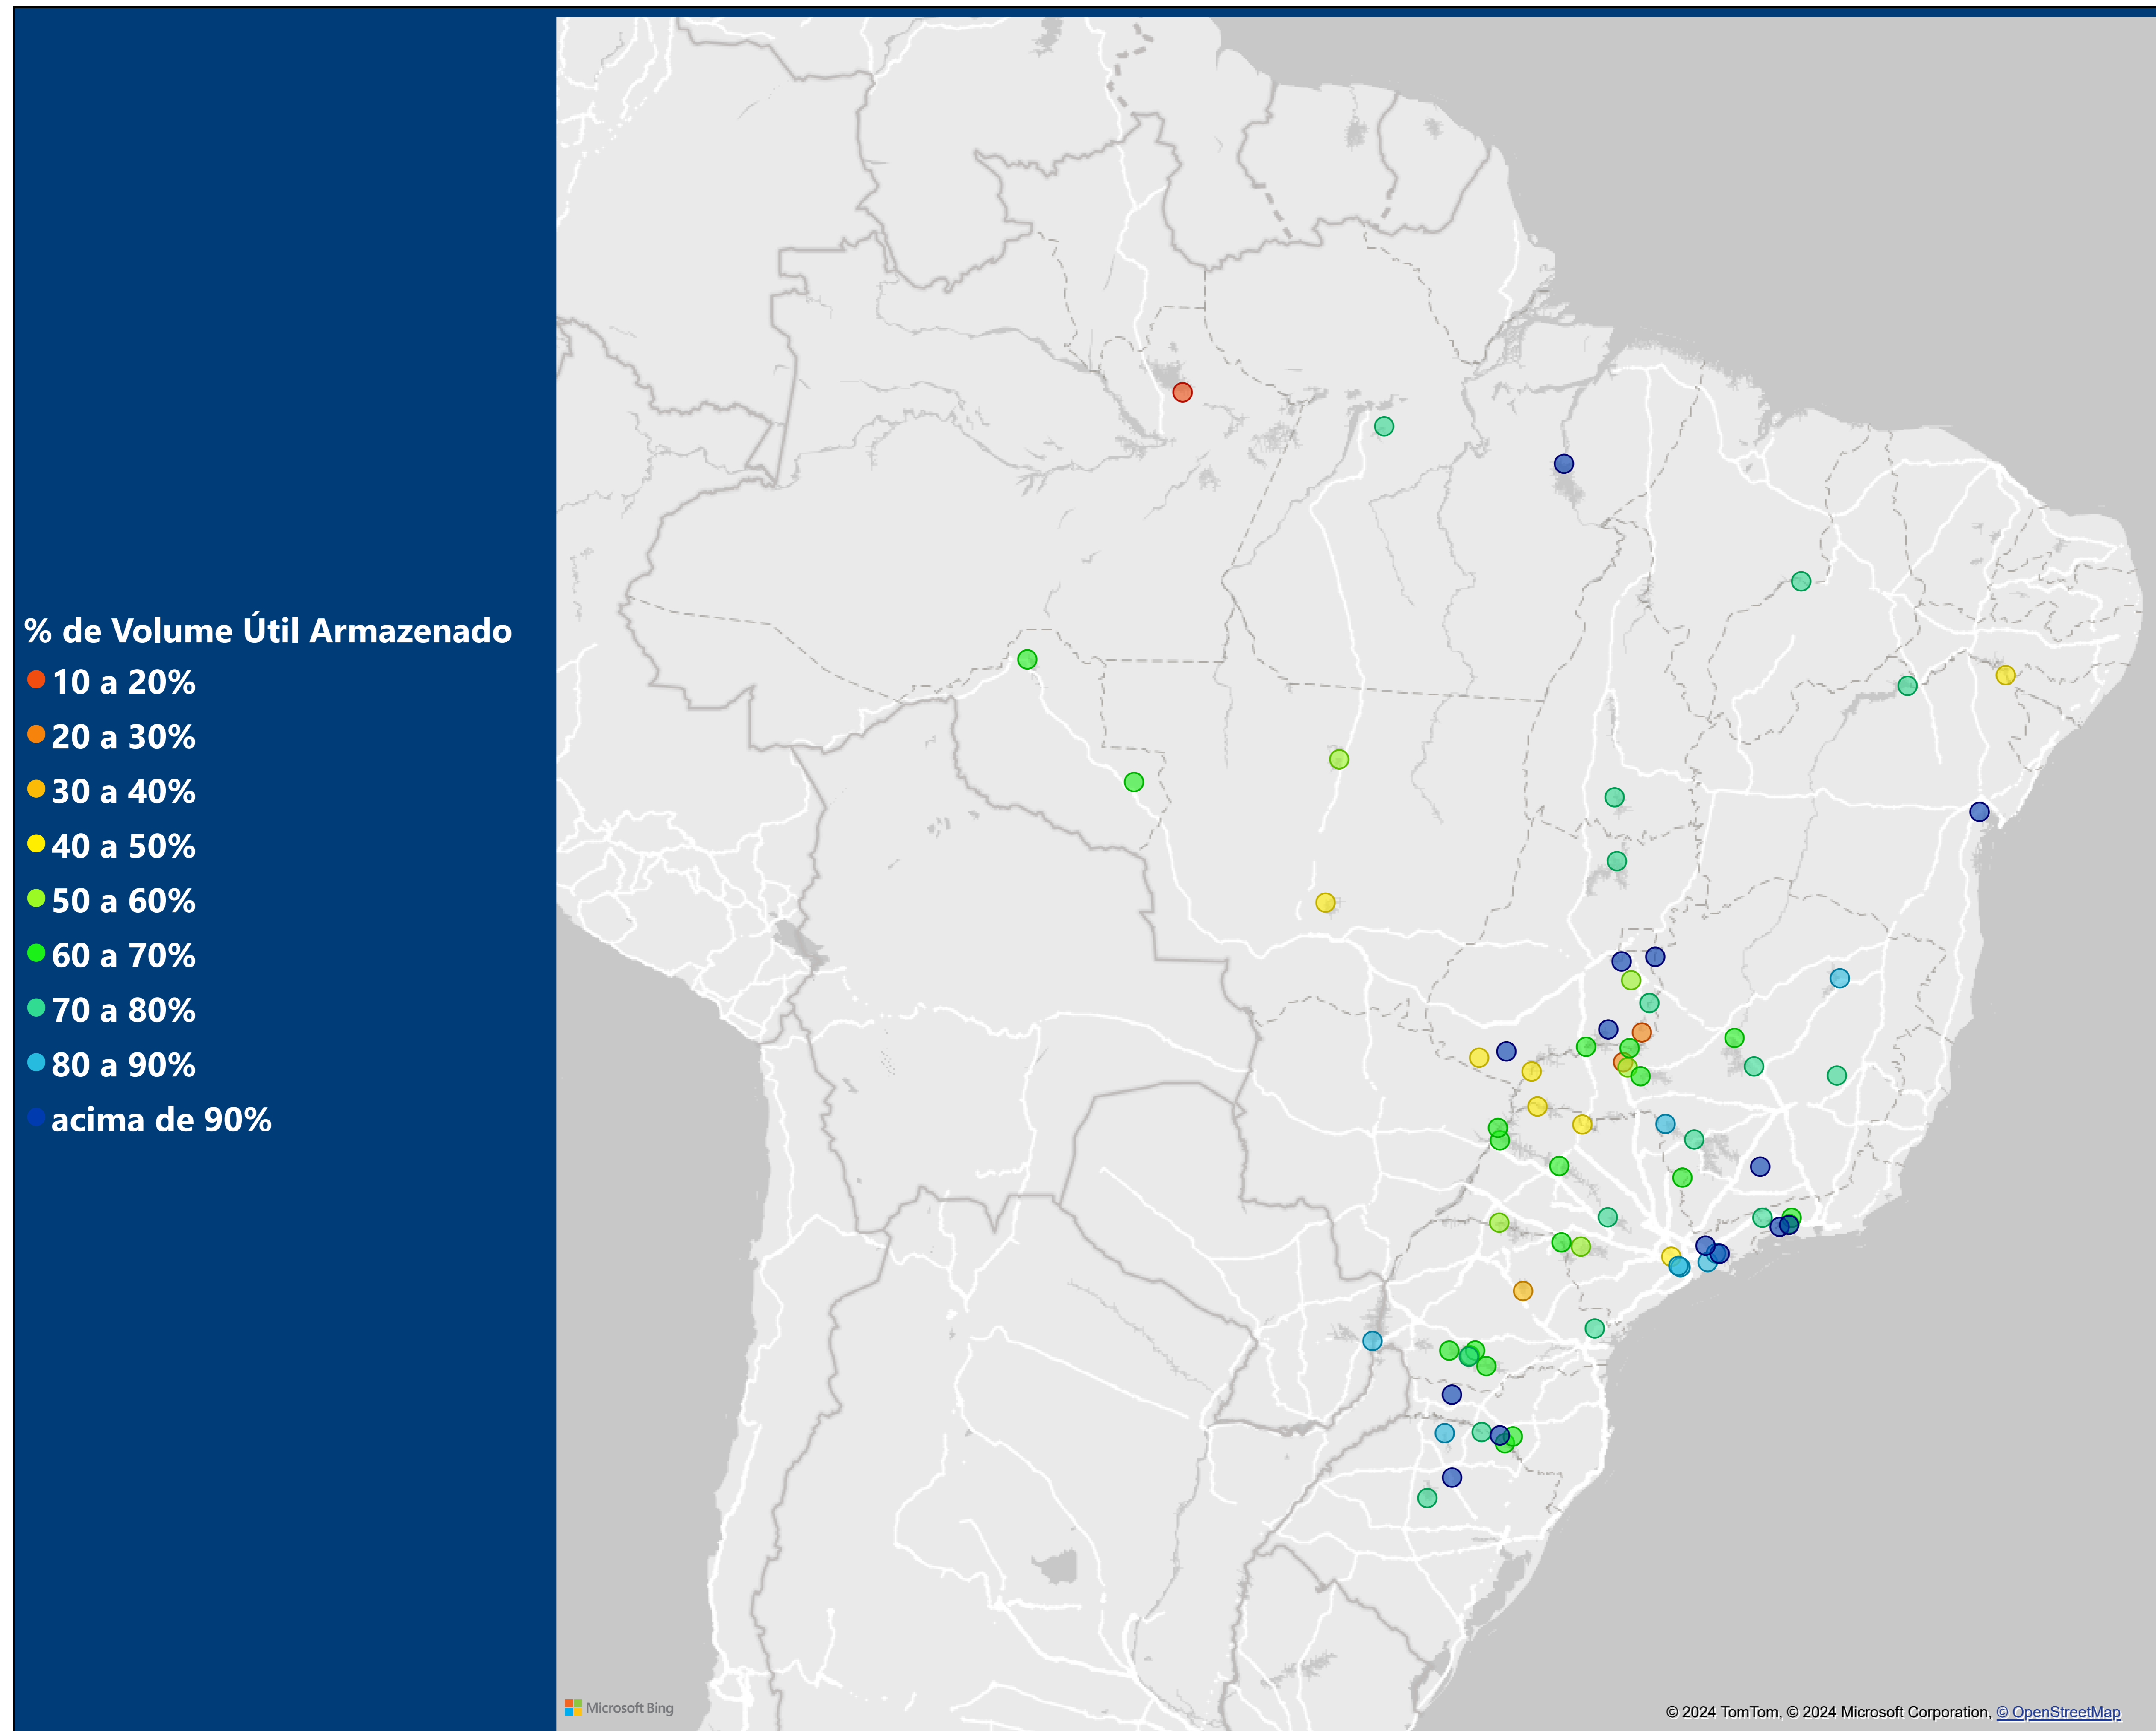 % de Volume Útil Armazenado
10 a 20%
20 a 30%
30 a 40%
40 a 50%
50 a 60%
60 a 70%
70 a 80%
80 a 90%
acima de 90%
Microsoft Bing
© 2024 TomTom, © 2024 Microsoft Corporation, © OpenStreetMap